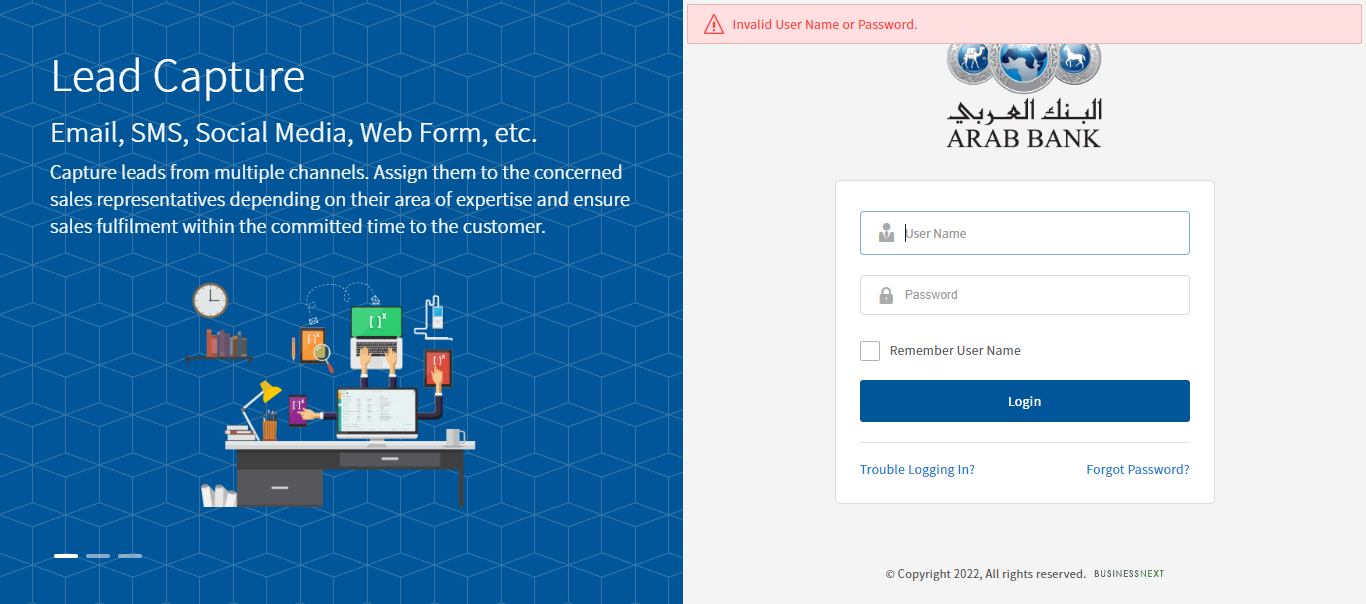 Lead Capture
Email, SMS, Social Media, Web Form, etc.
Capture leads from multiple channels. Assign them to the concerned
sales representatives depending on their area of expertise and ensure
sales fulfilment within the committed time to the customer.
[ ]x
[ ]x
[ ]x
[ ]x
Invalid User Name or Password.
البنك العربي
ARAB BANK
User Name
Password
Remember User Name
Login
Trouble Logging In?
Forgot Password?
© Copyright 2022, All rights reserved. BUSINESSNEXT